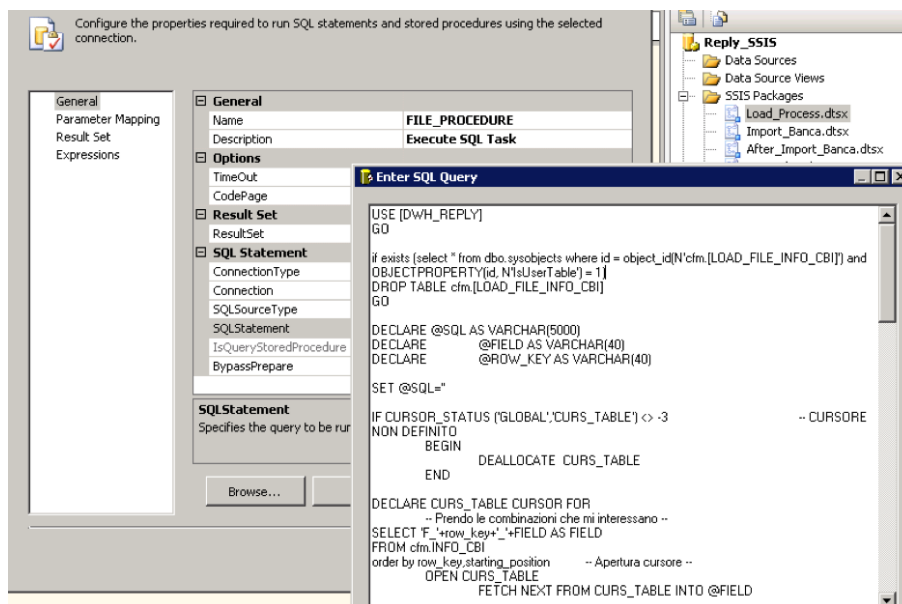 Configure the properties required to run SQL statements and stored procedures using the selected
connection.
General
Parameter Mapping
Result Set
Expressions
General
Name FILE_PROCEDURE
Description Execute SQL Task
Options
TimeOut
CodePage
Result Set
ResultSet
SQL Statement
ConnectionType
Connection
SQLSourceType
SQLStatement
IsQueryStoredProcedure
BypassPrepare
SQLStatement
Specifies the query to be rur
Browse...
Reply_SSIS
Data Sources
Data Source Views
SSIS Packages
Load_Process.dtsx
Import_Banca.dtsx
After_Import_Banca.dtsx
Enter SQL Query
USE [DWH_REPLY]
GO
if exists (select * from dbo.sysobjects where id = object_id(N'cfm.[LOAD_FILE_INFO_CBI]') and
OBJECTPROPERTY(id, N'IsUserTable') = 1)
DROP TABLE cfm.[LOAD_FILE_INFO_CBI]
GO
DECLARE @SQL AS VARCHAR(5000)
DECLARE @FIELD AS VARCHAR(40)
DECLARE @ROW_KEY AS VARCHAR(40)
SET @SQL=''
IF CURSOR_STATUS ('GLOBAL','CURS_TABLE') <> -3 -- CURSORE
NON DEFINITO
BEGIN
DEALLOCATE CURS_TABLE
END
DECLARE CURS_TABLE CURSOR FOR
-- Prendo le combinazioni che mi interessano --
SELECT 'F_'+row_key+'_'+FIELD AS FIELD
FROM cfm.INFO_CBI
order by row_key,starting_position -- Apertura cursore --
OPEN CURS_TABLE
FETCH NEXT FROM CURS_TABLE INTO @FIELD